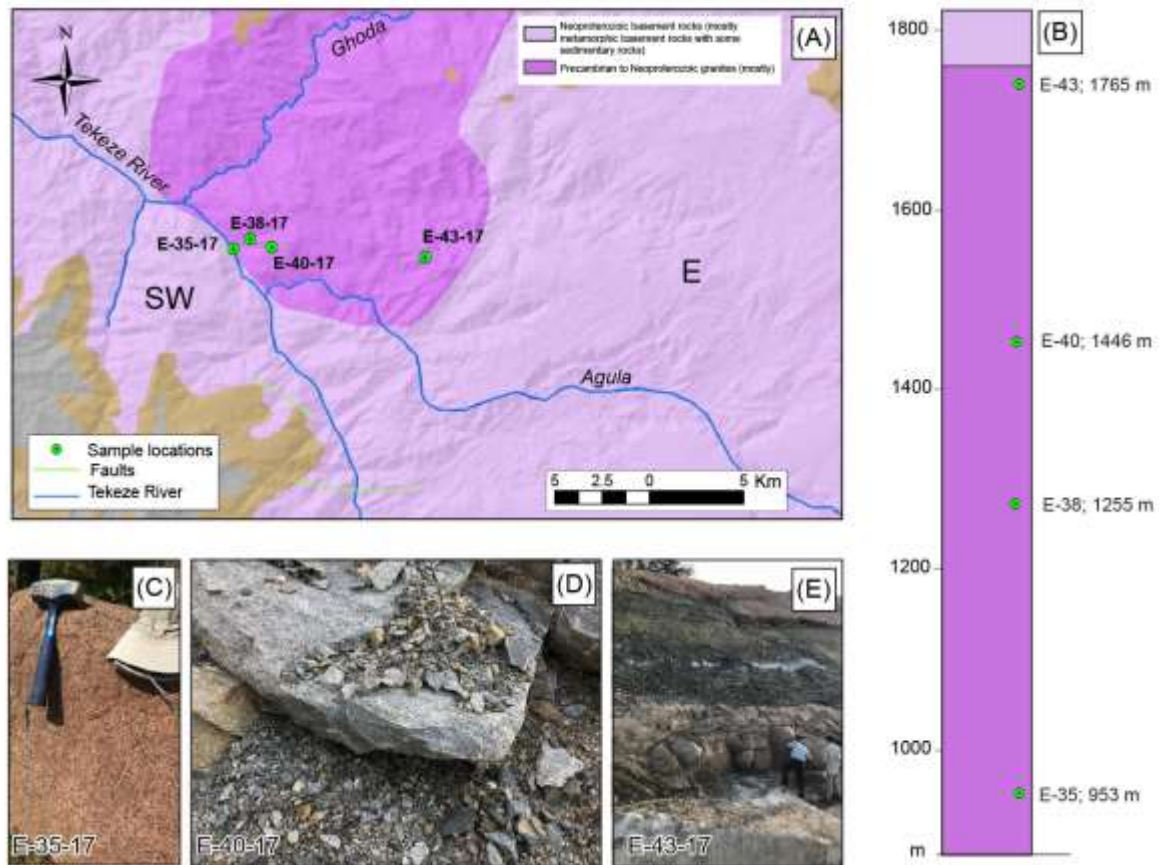 (A)
N
Ghoda
Neoproterozoic basement rocks (mostly
metamorphic basement rocks with some
sedimentary rocks)
Precambrian to Neoproterozoic granites (mostly)
Tekeze River
E-38-17
E-35-17
E-40-17
E-43-17
SW
E
Agula
Sample locations
Faults
Tekeze River
5 2.5 0 5 Km
(B)
1800
E-43; 1765 m
1600
E-40; 1446 m
1400
E-38; 1255 m
1200
1000
E-35; 953 m
m
(C)
E-35-17
(D)
E-40-17
(E)
E-43-17